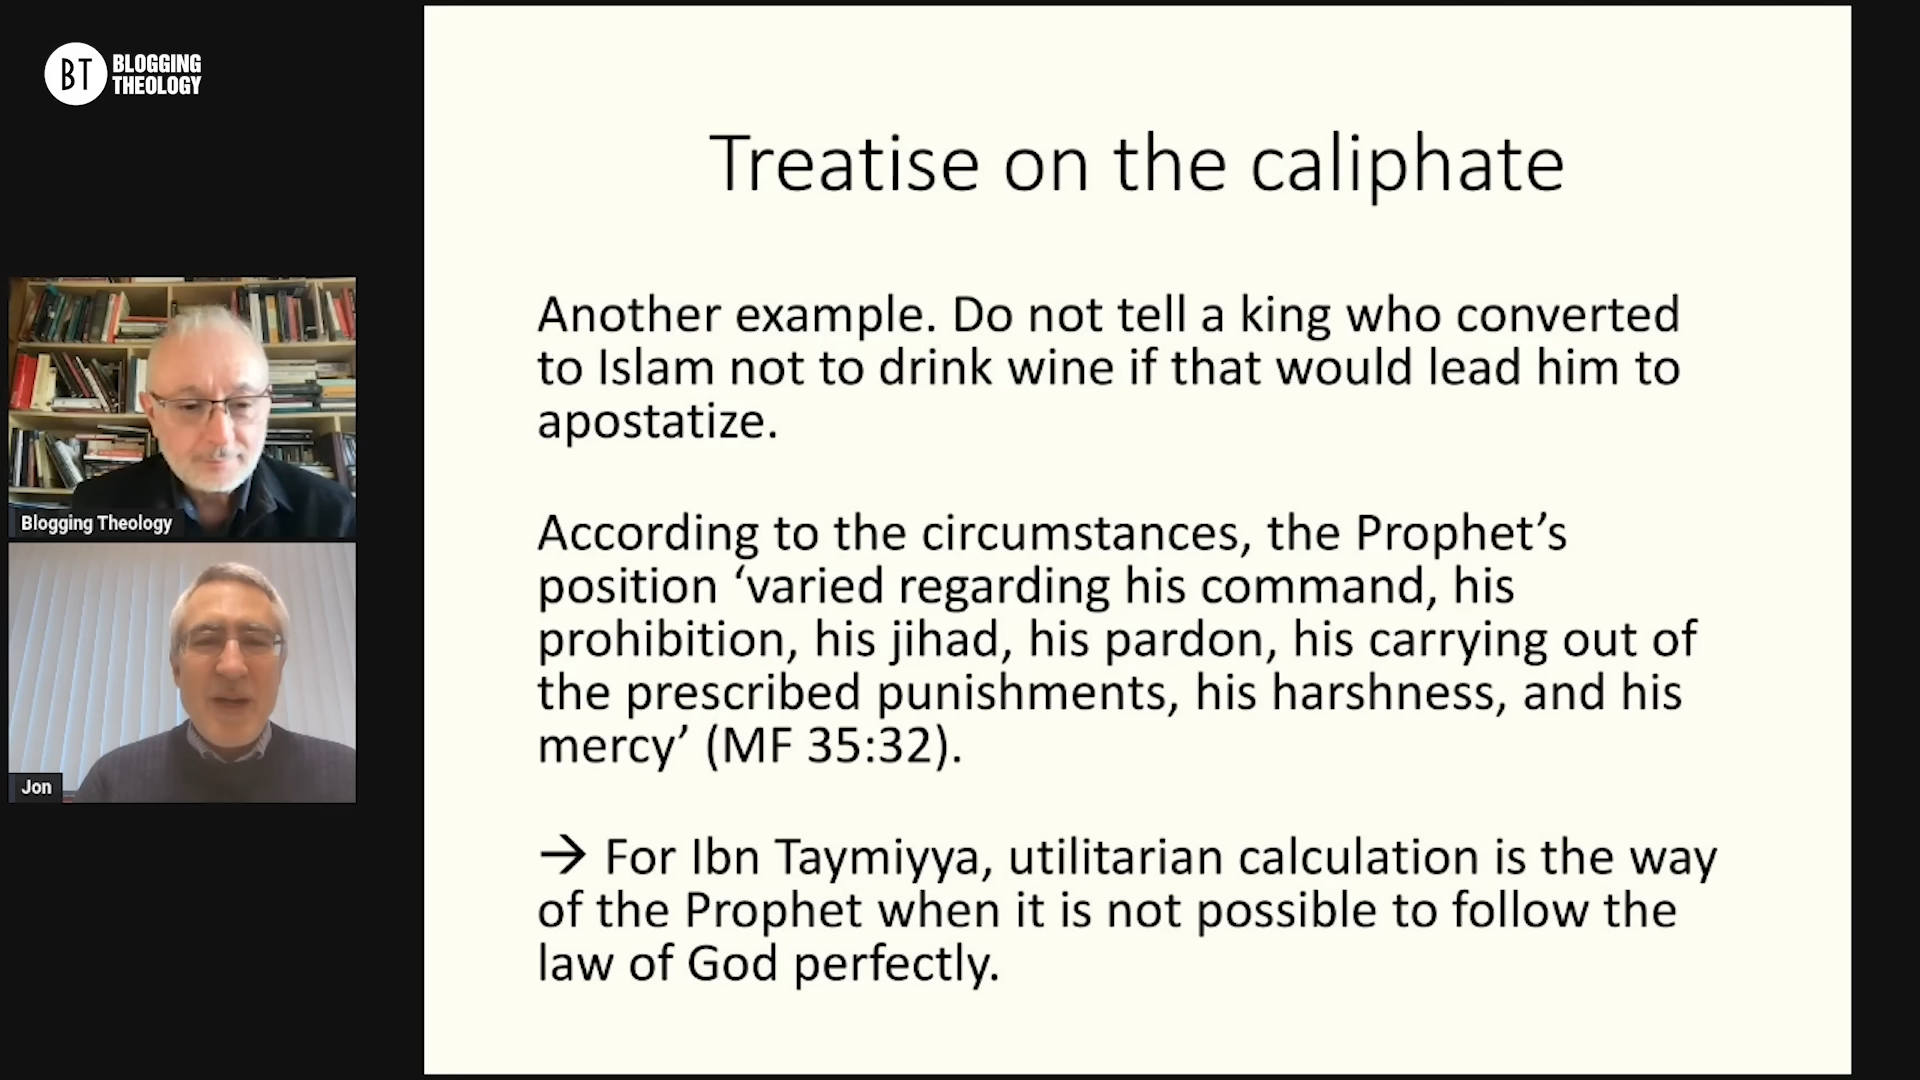 BT
BLOGGING
THEOLOGY
Treatise on the caliphate
Another example. Do not tell a king who converted
to Islam not to drink wine if that would lead him to
apostatize.
According to the circumstances, the Prophet’s
position ‘varied regarding his command, his
prohibition, his jihad, his pardon, his carrying out of
the prescribed punishments, his harshness, and his
mercy’ (MF 35:32).
→ For Ibn Taymiyya, utilitarian calculation is the way
of the Prophet when it is not possible to follow the
law of God perfectly.
Blogging Theology
Jon